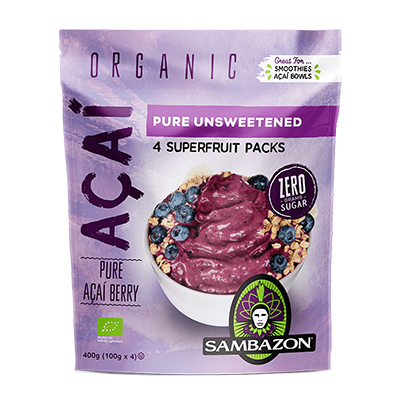 ORGANIC
Great For ...
SMOOTHIES
AÇAÍ BOWLS
AÇAÍ
PURE UNSWEETENED
4 SUPERFRUIT PACKS
ZERO
GRAMS
SUGAR
PURE
AÇAÍ BERRY
400g (100g x 4) e
SAMBAZON